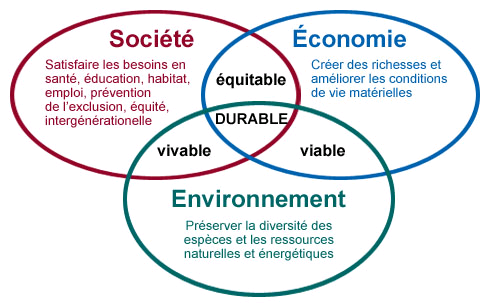 Société
Économie
Satisfaire les besoins en
santé, éducation, habitat,
emploi, prévention
de l'exclusion, équité,
intergénérationelle
équitable
Créer des richesses et
améliorer les conditions
de vie matérielles
DURABLE
vivable
viable
Environnement
Préserver la diversité des
espèces et les ressources
naturelles et énergétiques